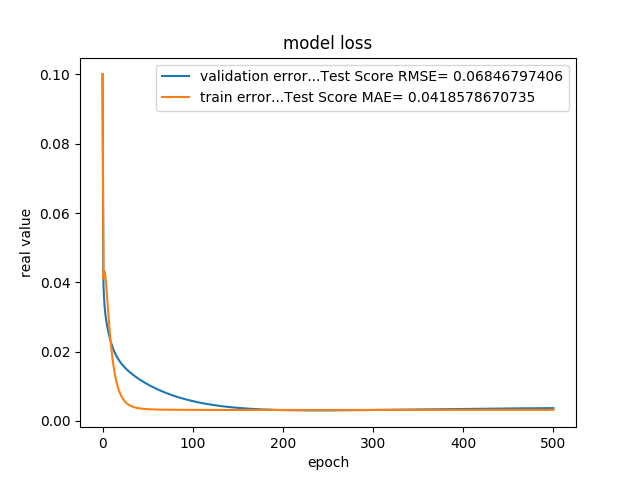 model loss
validation error...Test Score RMSE= 0.06846797406
train error...Test Score MAE= 0.0418578670735
0.10
0.08
0.06
0.04
0.02
0.00
real value
0 100 200 300 400 500
epoch